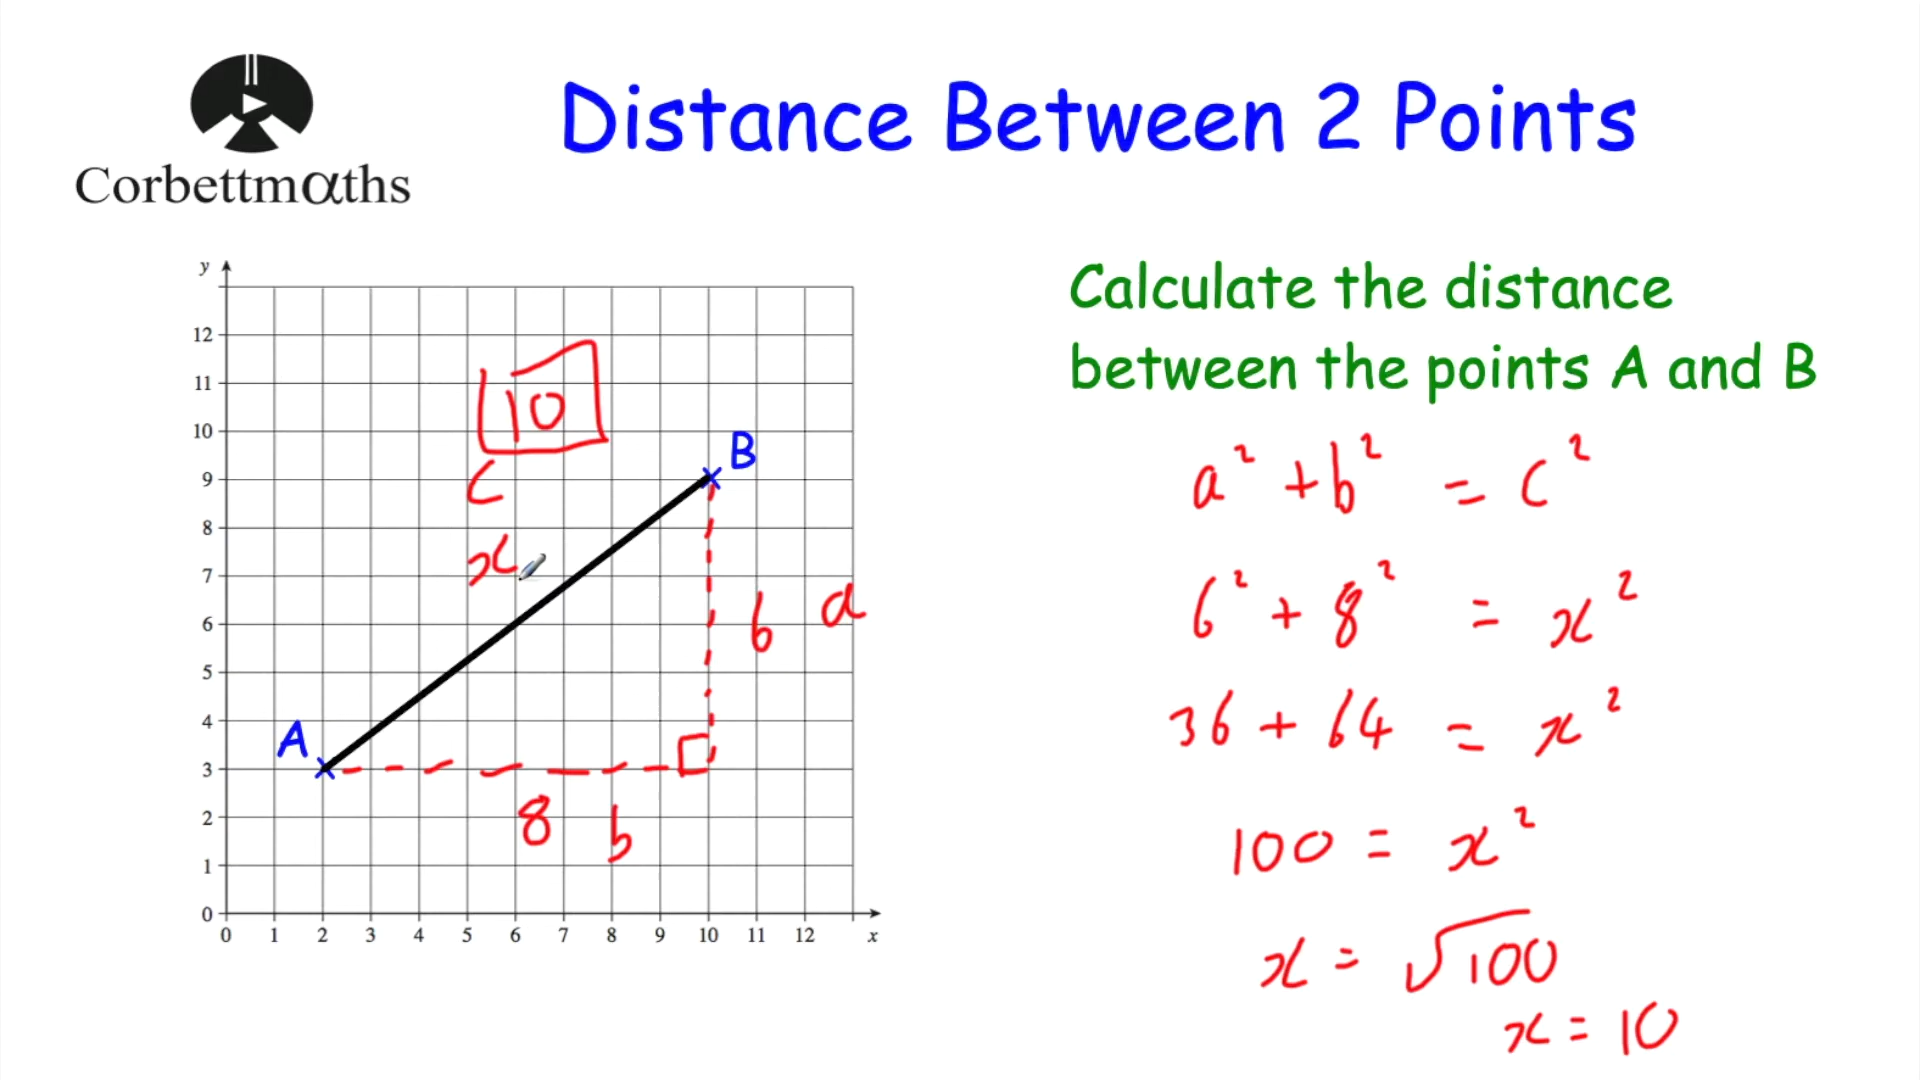 Corbettmαths
Distance Between 2 Points
Calculate the distance
between the points A and B
y
12
11
10
9
8
7
6
5
4
3
2
1
0
0 1 2 3 4 5 6 7 8 9 10 11 12 x
10
B
c
x
6 a
A
8 b
a² + b² = c²
6² + 8² = x²
36 + 64 = x²
100 = x²
x = √100
x = 10